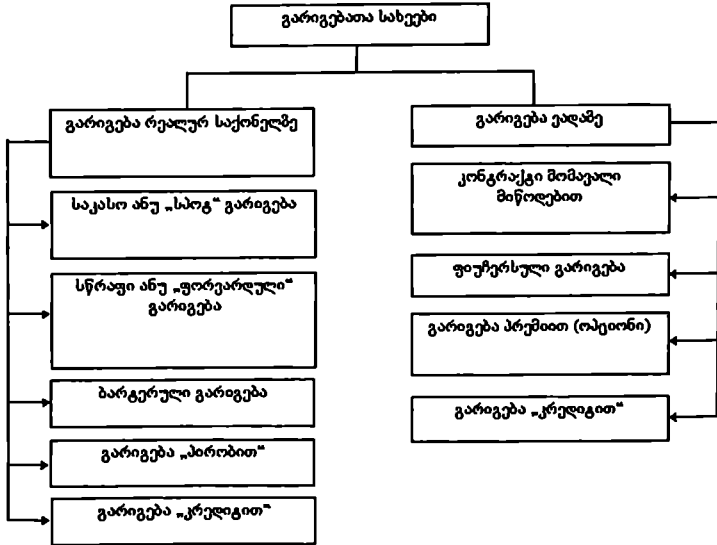 გარიგებათა სახეები
გარიგება რეალურ საქონელზე
საკასო ანუ „სპოტ“ გარიგება
სწრაფი ანუ „ფორვარდული“
გარიგება
ბარტერული გარიგება
გარიგება „პირობით“
გარიგება „კრედიტით“
გარიგება ვადაზე
კონტრაქტი მომავალი
მიწოდებით
ფიუჩერსული გარიგება
გარიგება პრემიით (ოპციონი)
გარიგება „კრედიტით“